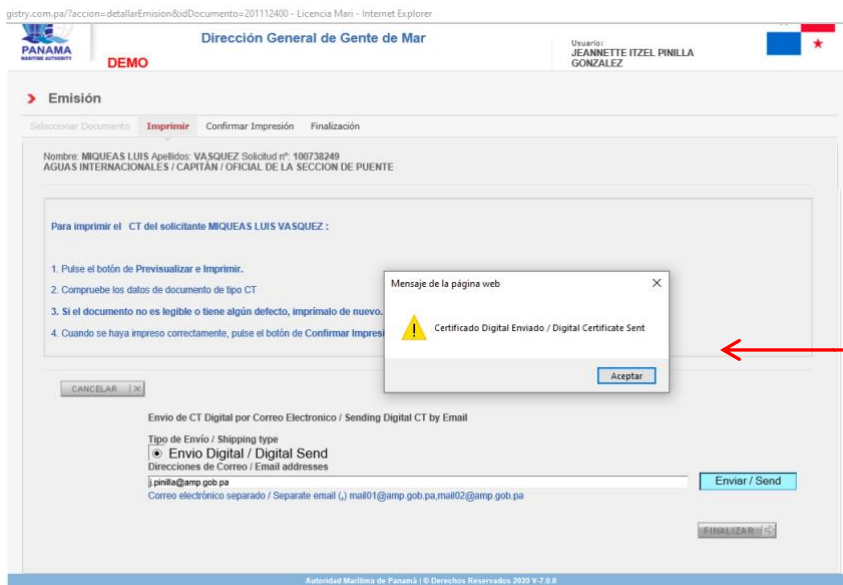 gistry.com.pa/?accion=detallarEmision&idDocumento=201112400 - Licencia Mari - Internet Explorer
PANAMA
MARITIME AUTHORITY
DEMO
Dirección General de Gente de Mar
Usuario:
JEANNETTE ITZEL PINILLA
GONZALEZ
Emisión
Seleccionar Documento Imprimir Confirmar Impresión Finalización
Nombre: MIQUEAS LUIS Apellidos: VASQUEZ Solicitud nº: 100738249
AGUAS INTERNACIONALES / CAPITÁN / OFICIAL DE LA SECCION DE PUENTE
Para imprimir el CT del solicitante MIQUEAS LUIS VASQUEZ :
1. Pulse el botón de Previsualizar e Imprimir.
2. Compruebe los datos de documento de tipo CT
3. Si el documento no es legible o tiene algún defecto, imprímalo de nuevo.
4. Cuando se haya impreso correctamente, pulse el botón de Confirmar Impresi
Mensaje de la página web
Certificado Digital Enviado / Digital Certificate Sent
Aceptar
CANCELAR
Envio de CT Digital por Correo Electronico / Sending Digital CT by Email
Tipo de Envío / Shipping type
Envio Digital / Digital Send
Direcciones de Correo / Email addresses
j.pinilla@amp.gob.pa
Enviar / Send
Correo electrónico separado / Separate email (,) mail01@amp.gob.pa,mail02@amp.gob.pa
FINALIZAR
Autoridad Marítima de Panamá | © Derechos Reservados 2020 V-7.0.0